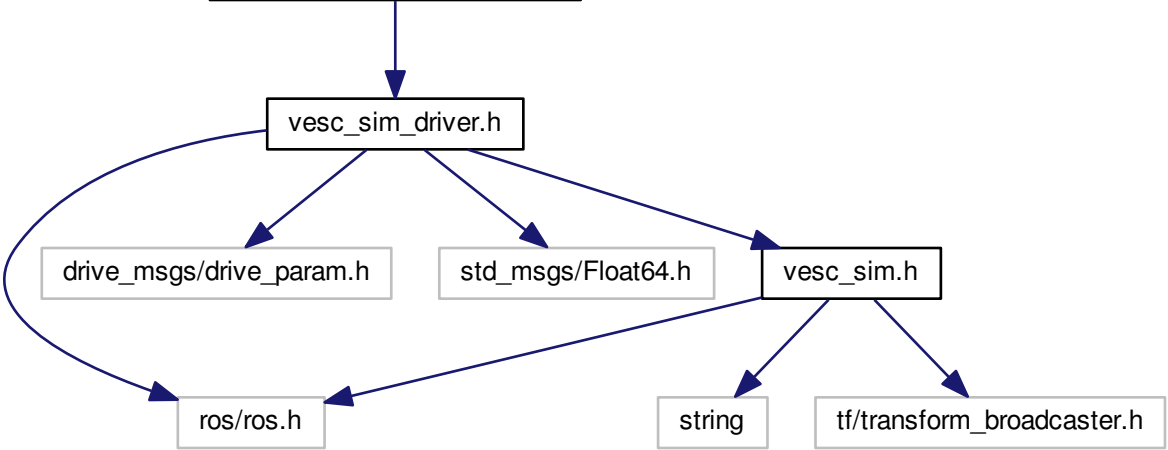 vesc_sim_driver.h
drive_msgs/drive_param.h
std_msgs/Float64.h
vesc_sim.h
ros/ros.h
string
tf/transform_broadcaster.h